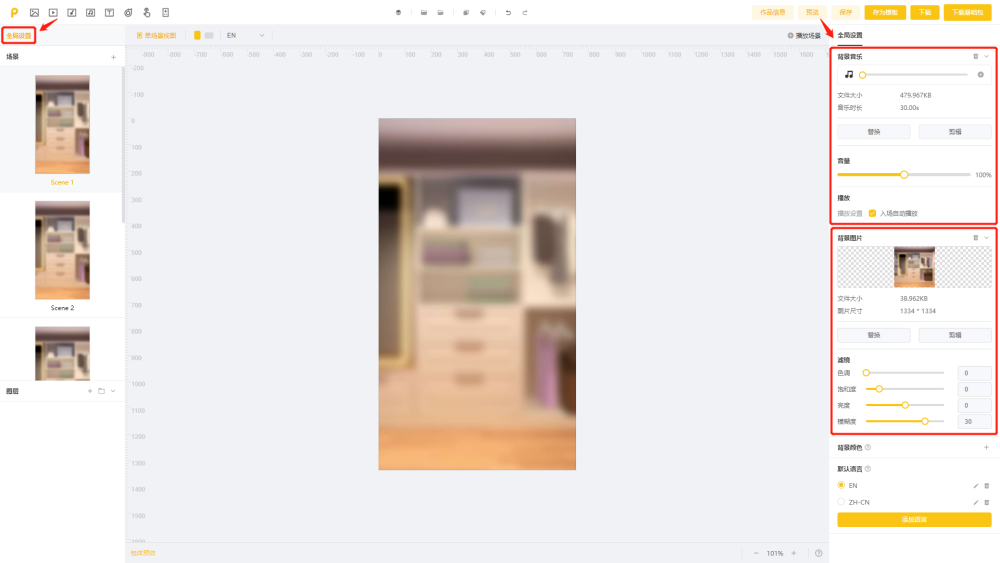 作品信息
预览
保存
存为模板
下载
下载基础包
全局设置
单场景视图
EN
播放场景
全局设置
场景
Scene 1
Scene 2
图层
-900 -800 -700 -600 -500 -400 -300 -200 -100 0 100 200 300 400 500 600 700 800 900 1000 1100 1200 1300 1400 1500 1600
-200
-100
0
100
200
300
400
500
600
700
800
900
1000
1100
1200
1300
1400
1500
1600
101%
背景音乐
文件大小 479.967KB
音乐时长 30.00s
替换 剪辑
音量
100%
播放
播放设置 入场自动播放
背景图片
文件大小 38.962KB
图片尺寸 1334 * 1334
替换 剪辑
滤镜
色调 0
饱和度 0
亮度 0
模糊度 30
背景颜色
默认语言
EN
ZH-CN
添加语言